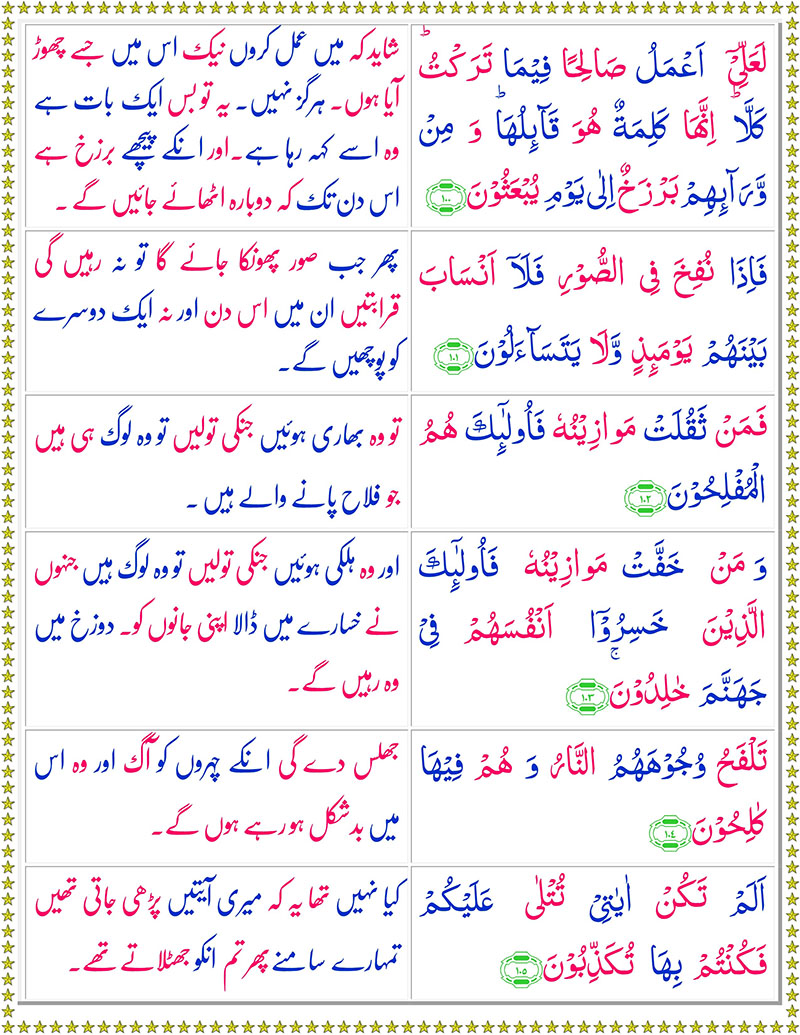 لَعَلِّیْۤ اَعْمَلُ صَالِحًا فِیْمَا تَرَكْتُؕ
كَلَّاؕ اِنَّهَا كَلِمَةٌ هُوَ قَآىِٕلُهَاؕ وَ مِنْ
وَّرَآىِٕهِمْ بَرْزَخٌ اِلٰى یَوْمِ یُبْعَثُوْنَ ۱۰۰
شاید کہ میں عمل کروں نیک اس میں جسے چھوڑ
آیا ہوں۔ ہرگز نہیں۔ یہ تو بس ایک بات ہے
وہ اسے کہہ رہا ہے۔ اور انکے پیچھے برزخ ہے
اس دن تک کہ دوبارہ اٹھائے جائیں گے ۔
فَاِذَا نُفِخَ فِی الصُّوْرِ فَلَاۤ اَنْسَابَ
بَیْنَهُمْ یَوْمَىِٕذٍ وَّلَا یَتَسَآءَلُوْنَ ۱۰۱
پھر جب صور پھونکا جائے گا تو نہ رہیں گی
قرابتیں ان میں اس دن اور نہ ایک دوسرے
کو پوچھیں گے۔
فَمَنْ ثَقُلَتْ مَوَازِیْنُهٗ فَاُولٰٓىِٕكَ هُمُ
الْمُفْلِحُوْنَ ۱۰۲
تو وہ بھاری ہوئیں جنکی تولیں تو وہ لوگ ہی ہیں
جو فلاح پانے والے ہیں ۔
وَ مَنْ خَفَّتْ مَوَازِیْنُهٗ فَاُولٰٓىِٕكَ
الَّذِیْنَ خَسِرُوْۤا اَنْفُسَهُمْ فِیْ
جَهَنَّمَ خٰلِدُوْنَۚ ۱۰۳
اور وہ ہلکی ہوئیں جنکی تولیں تو وہ لوگ ہیں جنہوں
نے خسارے میں ڈالا اپنی جانوں کو۔ دوزخ میں
وہ رہیں گے۔
تَلْفَحُ وُجُوْهَهُمُ النَّارُ وَ هُمْ فِیْهَا
كٰلِحُوْنَ ۱۰٤
جھلس دے گی انکے چہروں کو آگ اور وہ اس
میں بدشکل ہو رہے ہوں گے۔
اَلَمْ تَكُنْ اٰیٰتِیْ تُتْلٰى عَلَیْكُمْ
فَكُنْتُمْ بِهَا تُكَذِّبُوْنَ ۱۰۵
کیا نہیں تھا یہ کہ میری آیتیں پڑھی جاتی تھیں
تمہارے سامنے پھر تم انکو جھٹلاتے تھے۔